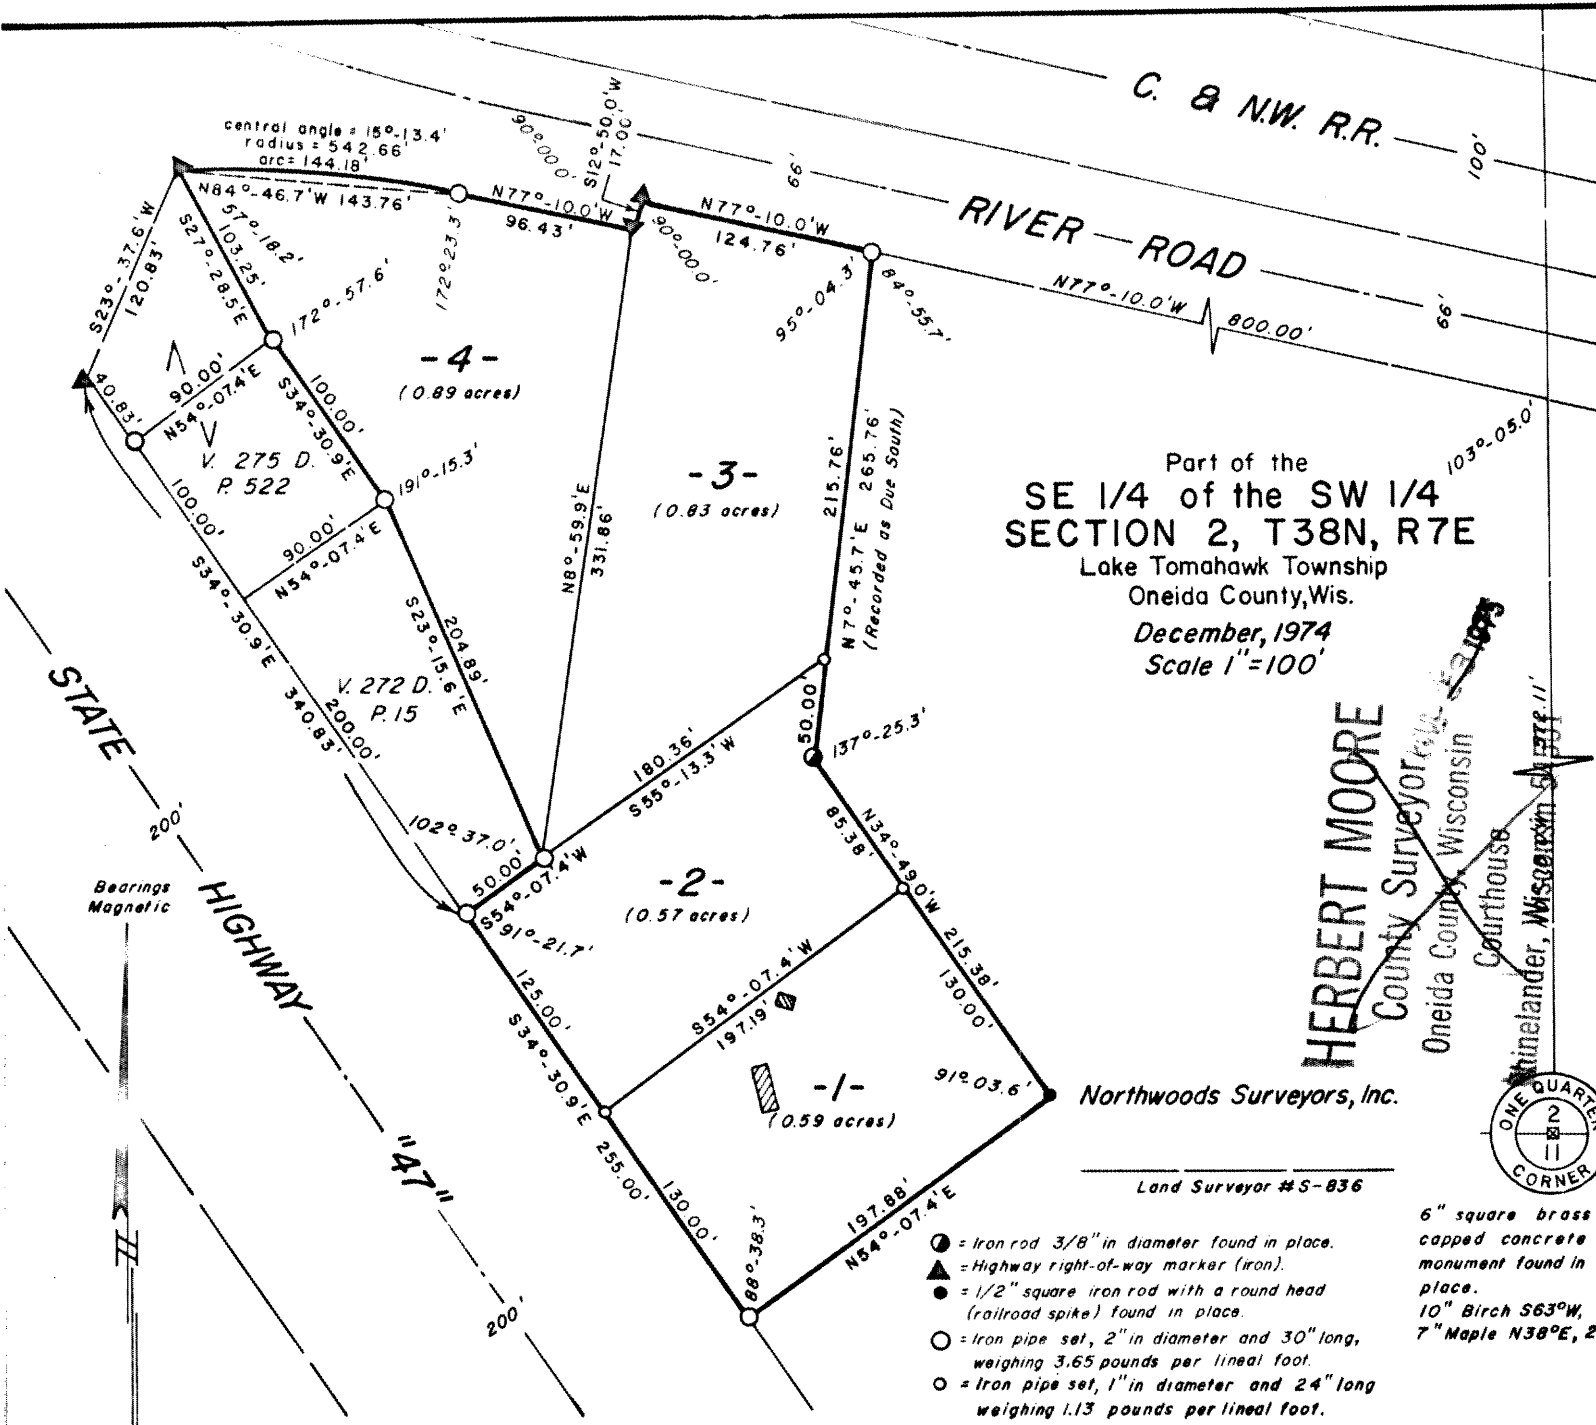 C. & N.W. R.R.
100'
66'
RIVER — ROAD
66'
central angle = 15°-13.4'
radius = 542.66'
arc = 144.18'
N84°-46.7'W 143.76'
90°-00.0'
S12°-50.0'W
17.00'
N77°-10.0'W
96.43'
N77°-10.0'W
124.76'
90°-00.0'
N77°-10.0'W
800.00'
84°-55.7'
95°-04.3'
103°-05.0'
S23°-37.6'W
120.83'
57°-18.2'
103.25'
S27°-28.5'E
172°-57.6'
172°-23.3'
40.83'
90.00'
N54°-07.4'E
S34°-30.9'E
100.00'
191°-15.3'
V. 275 D.
P. 522
100.00'
90.00'
N54°-07.4'E
S34°-30.9'E
340.83'
V. 272 D.
P. 15
200.00'
204.89'
S23°-15.6'E
-4-
(0.89 acres)
-3-
(0.83 acres)
N8°-59.9'E
331.86'
215.76'
N7°-45.7'E 265.76'
(Recorded as Due South)
50.00'
137°-25.3'
180.36'
S55°-13.3'W
102°37.0'
50.00'
S54°-07.4'W
91°-21.7'
-2-
(0.57 acres)
N34°-49.0'W
85.38'
215.38'
130.00'
S54°-07.4'W
197.19'
125.00'
S34°-30.9'E
255.00'
130.00'
-1-
(0.59 acres)
91°03.6'
88°-38.3'
197.88'
N54°-07.4'E
STATE HIGHWAY "47"
200'
200'
Bearings
Magnetic
Part of the
SE 1/4 of the SW 1/4
SECTION 2, T38N, R7E
Lake Tomahawk Township
Oneida County, Wis.
December, 1974
Scale 1"=100'
HERBERT MOORE
County Surveyor
Oneida County, Wisconsin
Courthouse
Rhinelander, Wisconsin
Northwoods Surveyors, Inc.
Land Surveyor #S-836
ONE QUARTER
2
11
CORNER
= Iron rod 3/8" in diameter found in place.
= Highway right-of-way marker (iron).
= 1/2" square iron rod with a round head
(railroad spike) found in place.
= Iron pipe set, 2" in diameter and 30" long,
weighing 3.65 pounds per lineal foot.
= Iron pipe set, 1" in diameter and 24" long
weighing 1.13 pounds per lineal foot.
6" square brass
capped concrete
monument found in
place.
10" Birch S63°W,
7" Maple N38°E, 2